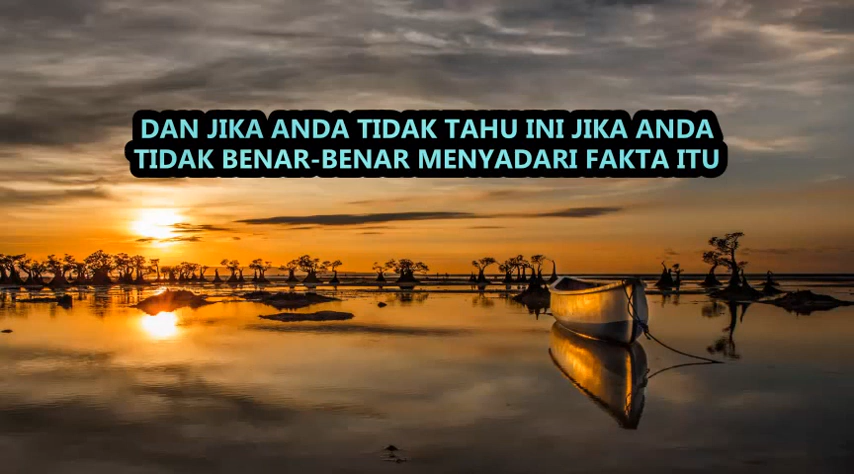 DAN JIKA ANDA TIDAK TAHU INI JIKA ANDA
TIDAK BENAR-BENAR MENYADARI FAKTA ITU